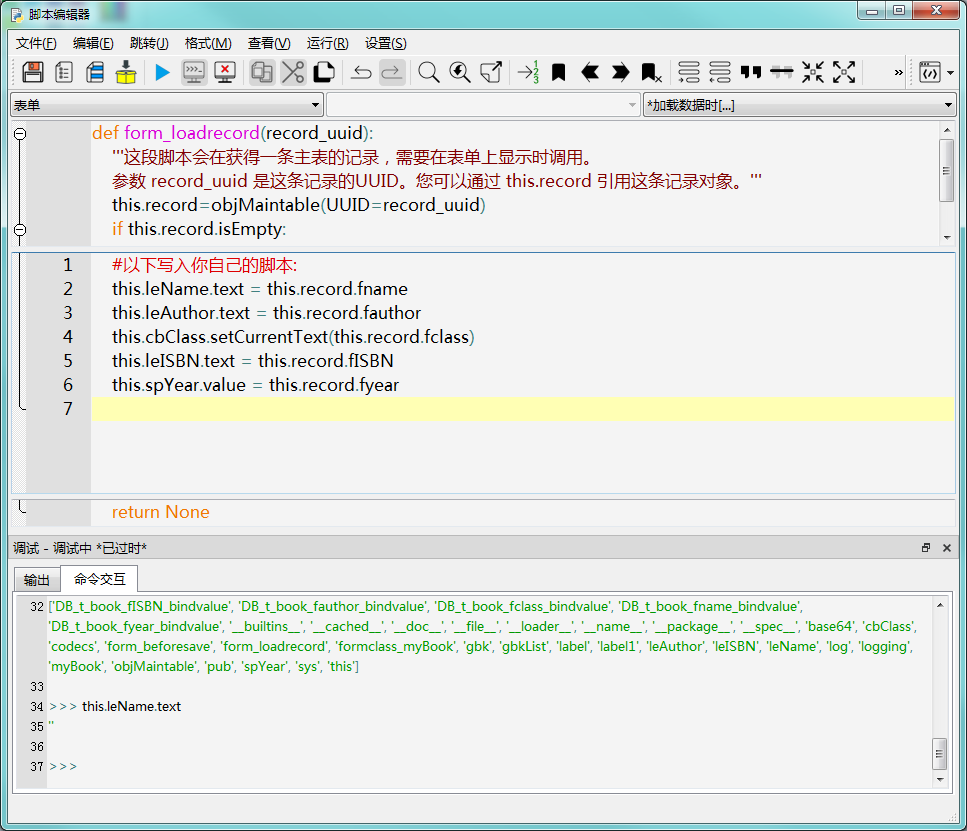 脚本编辑器
文件(F) 编辑(E) 跳转(J) 格式(M) 查看(V) 运行(R) 设置(S)
表单 *加载数据时[...]
def form_loadrecord(record_uuid):
'''这段脚本会在获得一条主表的记录，需要在表单上显示时调用。
参数 record_uuid 是这条记录的UUID。您可以通过 this.record 引用这条记录对象。'''
this.record=objMaintable(UUID=record_uuid)
if this.record.isEmpty:
1 #以下写入你自己的脚本:
2 this.leName.text = this.record.fname
3 this.leAuthor.text = this.record.fauthor
4 this.cbClass.setCurrentText(this.record.fclass)
5 this.leISBN.text = this.record.fISBN
6 this.spYear.value = this.record.fyear
7
return None
调试 - 调试中 *已过时*
输出 命令交互
32 ['DB_t_book_fISBN_bindvalue', 'DB_t_book_fauthor_bindvalue', 'DB_t_book_fclass_bindvalue', 'DB_t_book_fname_bindvalue',
'DB_t_book_fyear_bindvalue', '__builtins__', '__cached__', '__doc__', '__file__', '__loader__', '__name__', '__package__', '__spec__', 'base64', 'cbClass',
'codecs', 'form_beforesave', 'form_loadrecord', 'formclass_myBook', 'gbk', 'gbkList', 'label', 'label1', 'leAuthor', 'leISBN', 'leName', 'log', 'logging',
'myBook', 'objMaintable', 'pub', 'spYear', 'sys', 'this']
33
34 >>> this.leName.text
35 ''
36
37 >>>